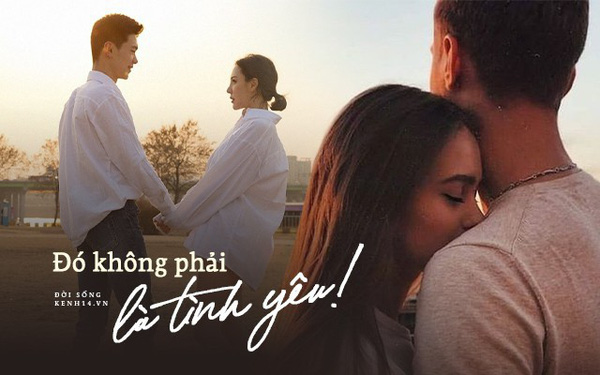 Đó không phải
là tình yêu!
ĐỜI SỐNG
KENH14.VN